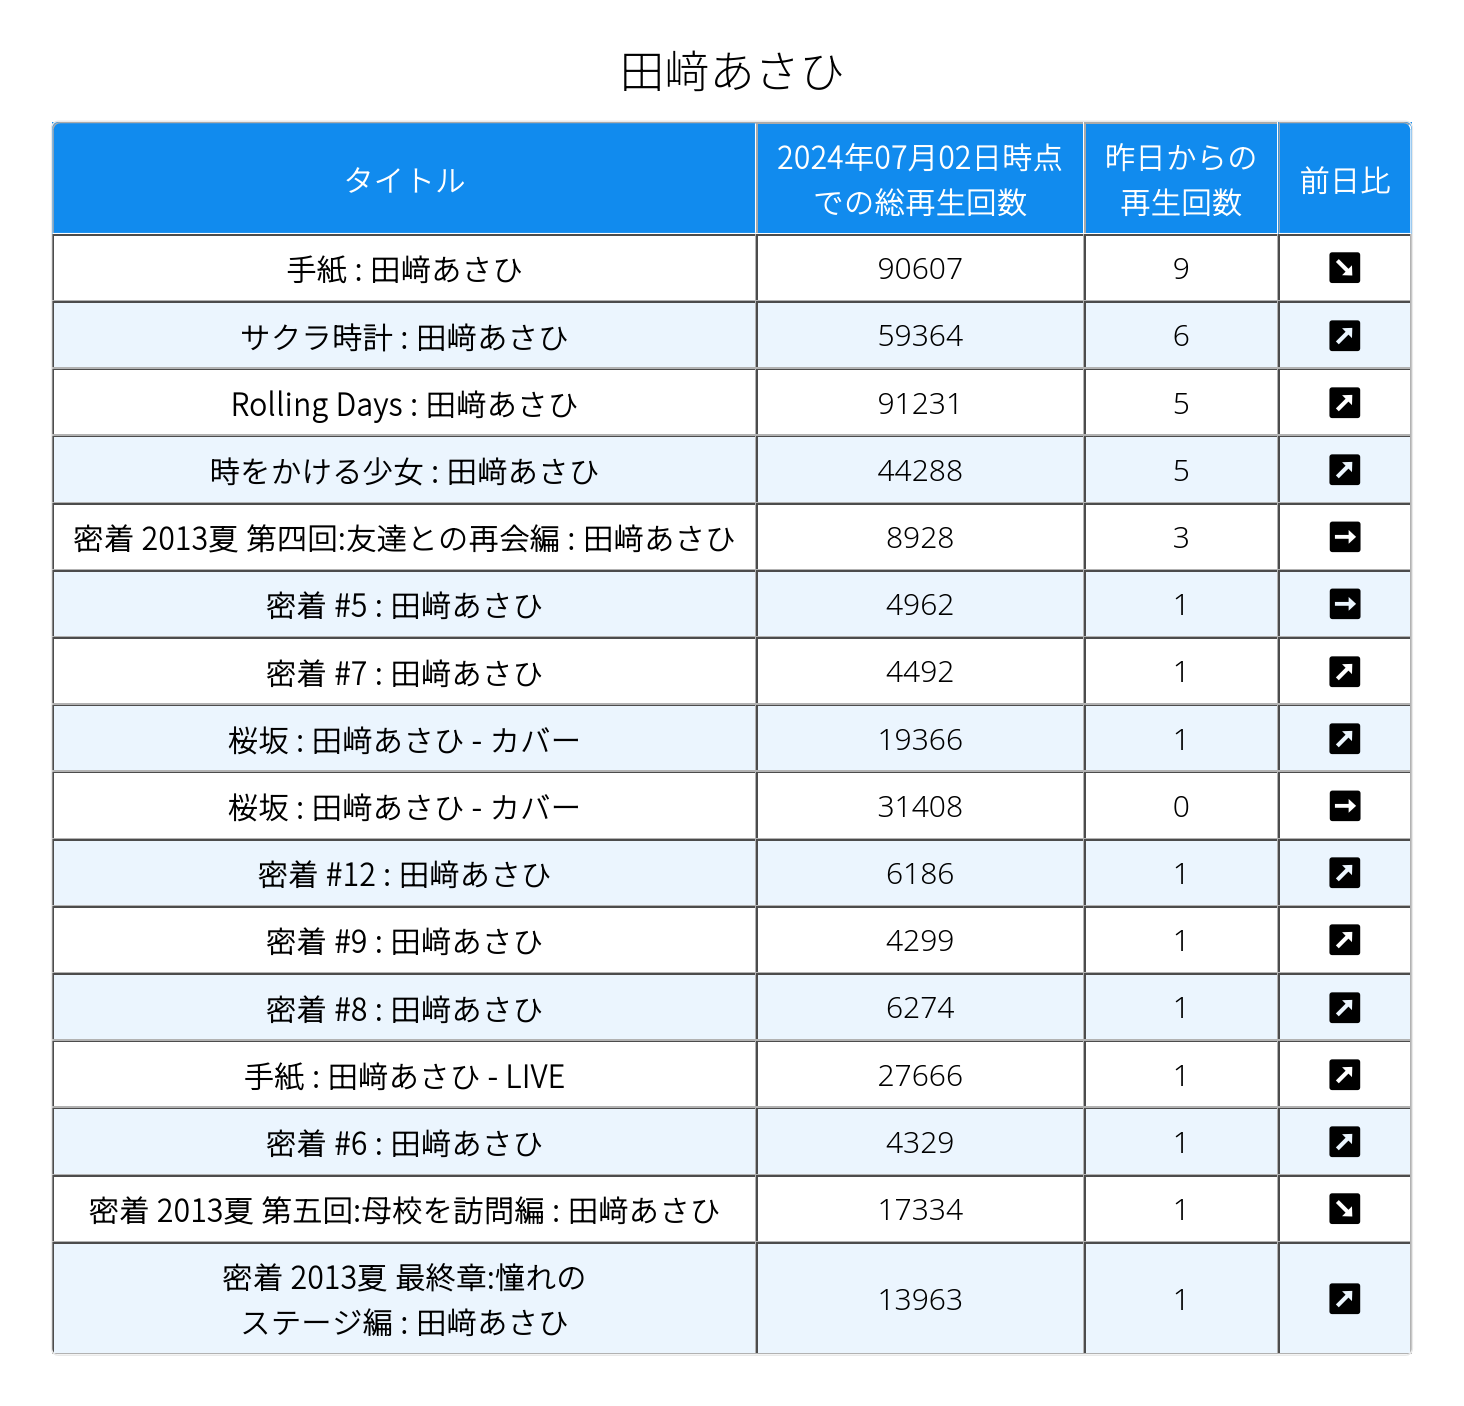 田﨑あさひ
タイトル
2024年07月02日時点
での総再生回数
昨日からの
再生回数
前日比
手紙 : 田﨑あさひ 90607 9 ↘
サクラ時計 : 田﨑あさひ 59364 6 ↗
Rolling Days : 田﨑あさひ 91231 5 ↗
時をかける少女 : 田﨑あさひ 44288 5 ↗
密着 2013夏 第四回:友達との再会編 : 田﨑あさひ 8928 3 →
密着 #5 : 田﨑あさひ 4962 1 →
密着 #7 : 田﨑あさひ 4492 1 ↗
桜坂 : 田﨑あさひ - カバー 19366 1 ↗
桜坂 : 田﨑あさひ - カバー 31408 0 →
密着 #12 : 田﨑あさひ 6186 1 ↗
密着 #9 : 田﨑あさひ 4299 1 ↗
密着 #8 : 田﨑あさひ 6274 1 ↗
手紙 : 田﨑あさひ - LIVE 27666 1 ↗
密着 #6 : 田﨑あさひ 4329 1 ↗
密着 2013夏 第五回:母校を訪問編 : 田﨑あさひ 17334 1 ↘
密着 2013夏 最終章:憧れの
ステージ編 : 田﨑あさひ 13963 1 ↗